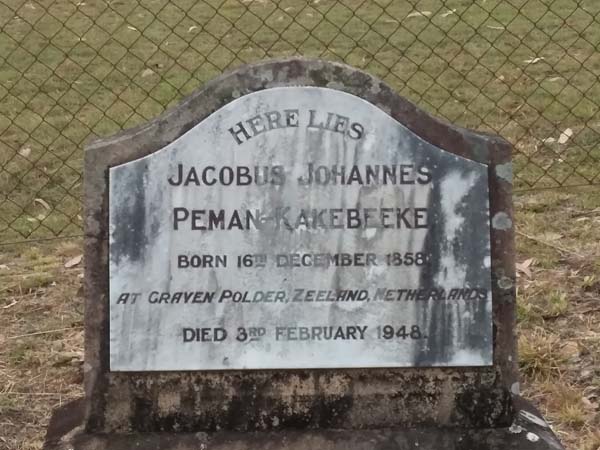 HERE LIES
JACOBUS JOHANNES
PEMAN-KAKEBEEKE
BORN 16TH DECEMBER 1858.
AT GRAVEN POLDER, ZEELAND, NETHERLANDS
DIED 3RD FEBRUARY 1948.